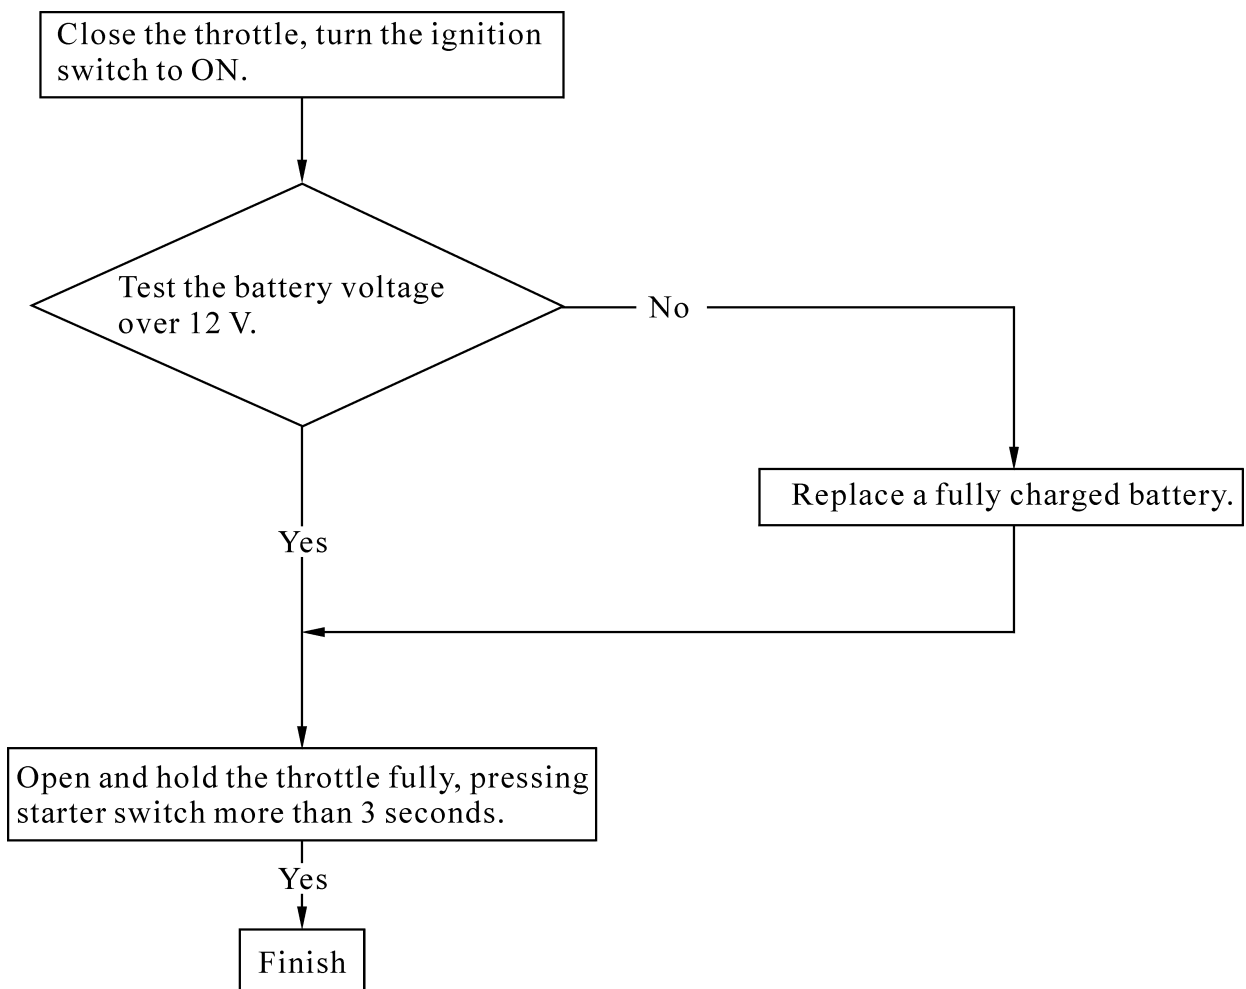 Close the throttle, turn the ignition
switch to ON.
Test the battery voltage
over 12 V.
No
Replace a fully charged battery.
Yes
Open and hold the throttle fully, pressing
starter switch more than 3 seconds.
Yes
Finish